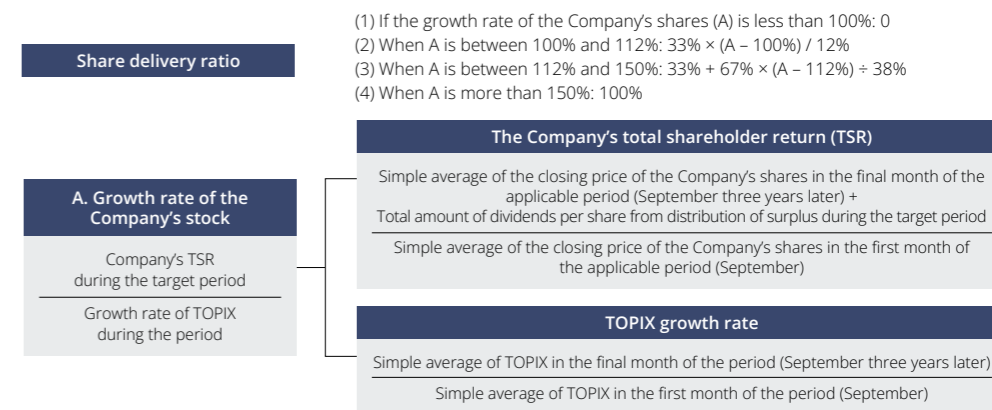 Share delivery ratio
(1) If the growth rate of the Company’s shares (A) is less than 100%: 0
(2) When A is between 100% and 112%: 33% × (A – 100%) / 12%
(3) When A is between 112% and 150%: 33% + 67% × (A – 112%) ÷ 38%
(4) When A is more than 150%: 100%
A. Growth rate of the
Company’s stock
Company’s TSR
during the target period
Growth rate of TOPIX
during the period
The Company’s total shareholder return (TSR)
Simple average of the closing price of the Company’s shares in the final month of the
applicable period (September three years later) +
Total amount of dividends per share from distribution of surplus during the target period
Simple average of the closing price of the Company’s shares in the first month of
the applicable period (September)
TOPIX growth rate
Simple average of TOPIX in the final month of the period (September three years later)
Simple average of TOPIX in the first month of the period (September)